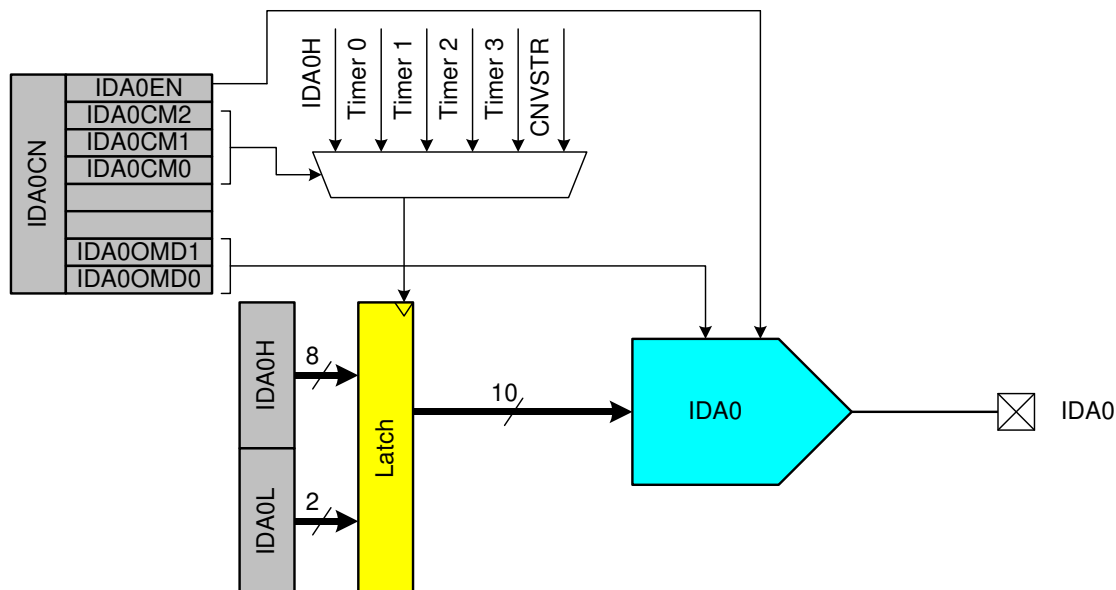 IDA0CN
IDA0EN
IDA0CM2
IDA0CM1
IDA0CM0
IDA0OMD1
IDA0OMD0
IDA0H
Timer 0
Timer 1
Timer 2
Timer 3
CNVSTR
IDA0H
8
IDA0L
2
Latch
10
IDA0
IDA0